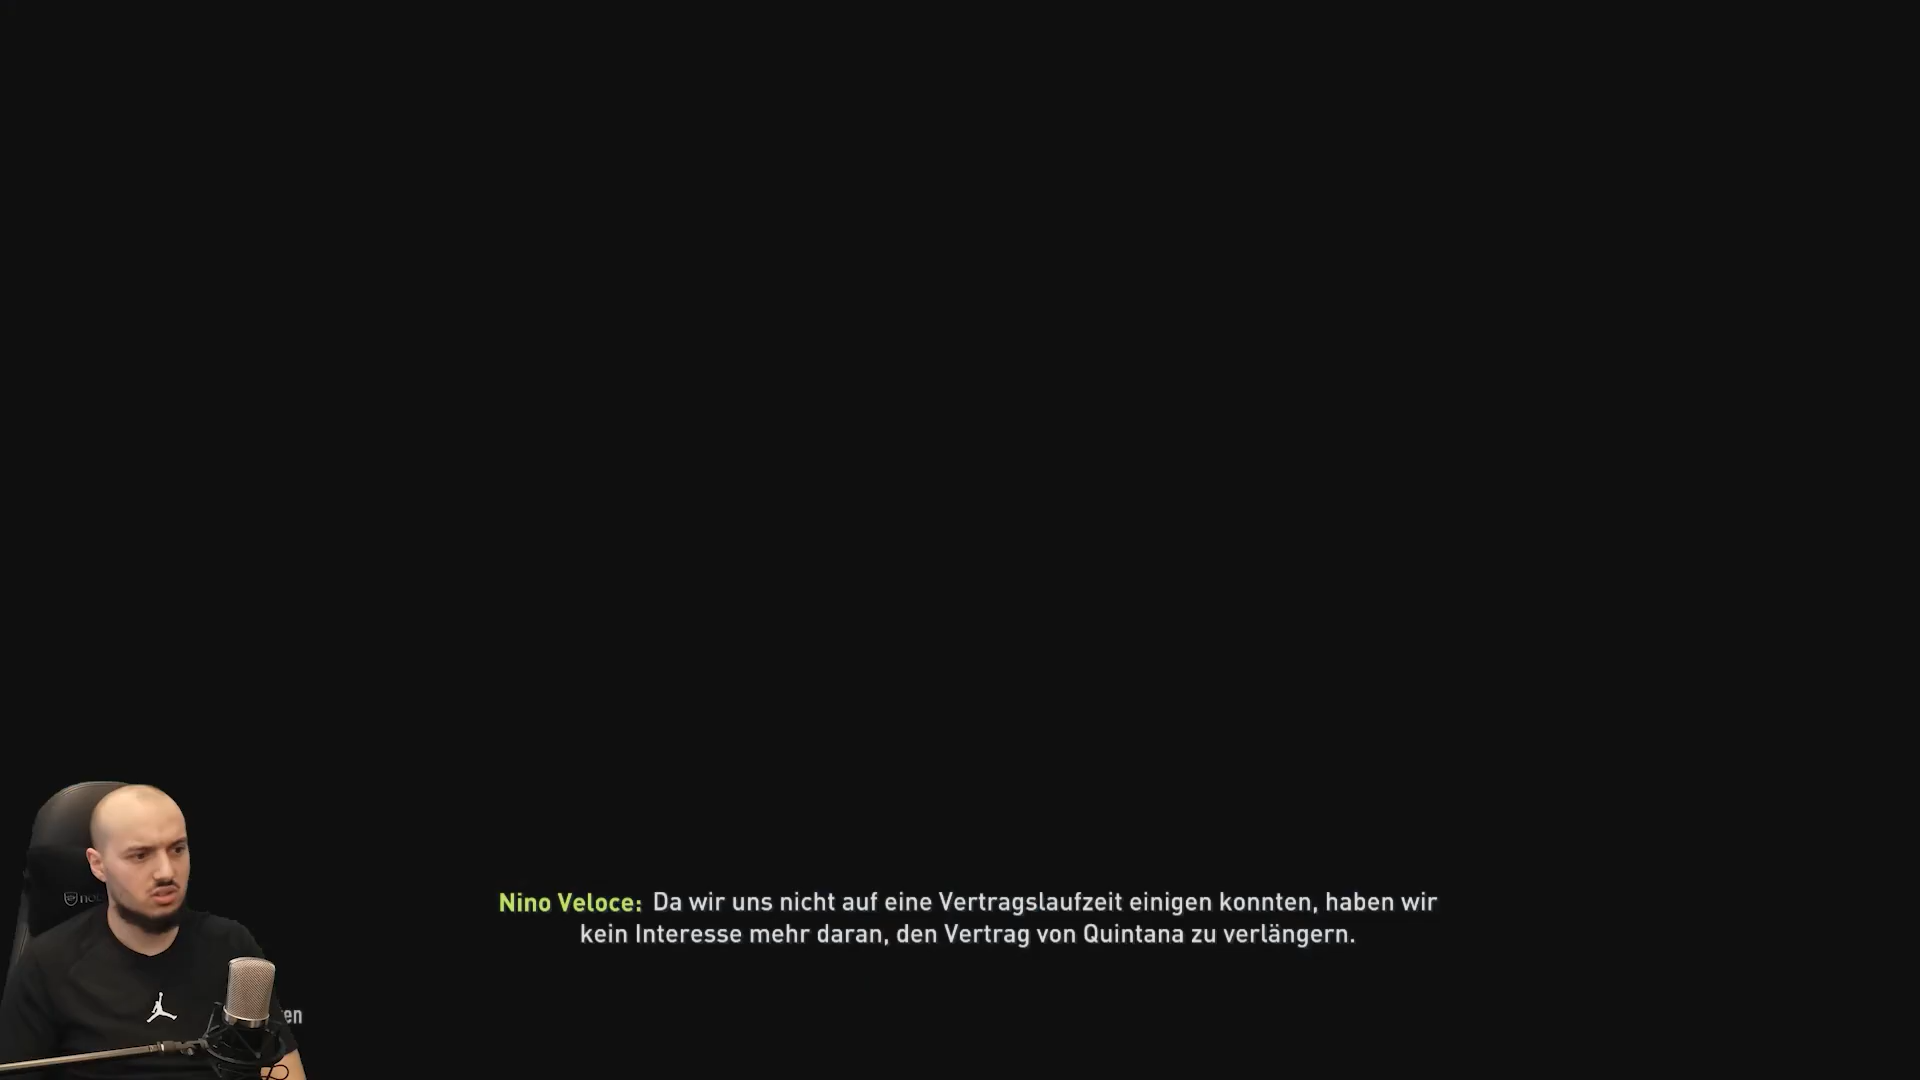 Nino Veloce: Da wir uns nicht auf eine Vertragslaufzeit einigen konnten, haben wir
kein Interesse mehr daran, den Vertrag von Quintana zu verlängern.